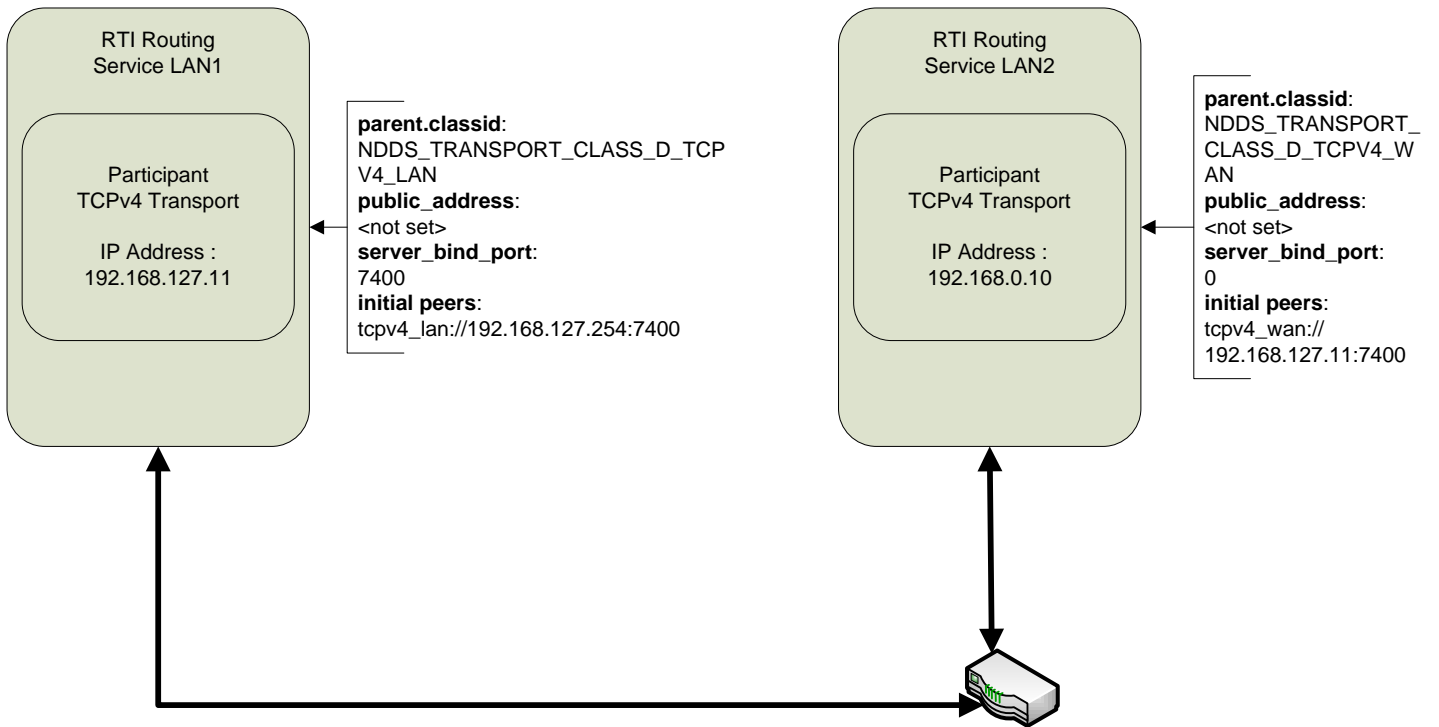 RTI Routing
Service LAN1
Participant
TCPv4 Transport
IP Address :
192.168.127.11
parent.classid:
NDDS_TRANSPORT_CLASS_D_TCP
V4_LAN
public_address:
<not set>
server_bind_port:
7400
initial peers:
tcpv4_lan://192.168.127.254:7400
RTI Routing
Service LAN2
Participant
TCPv4 Transport
IP Address :
192.168.0.10
parent.classid:
NDDS_TRANSPORT_
CLASS_D_TCPV4_W
AN
public_address:
<not set>
server_bind_port:
0
initial peers:
tcpv4_wan://
192.168.127.11:7400